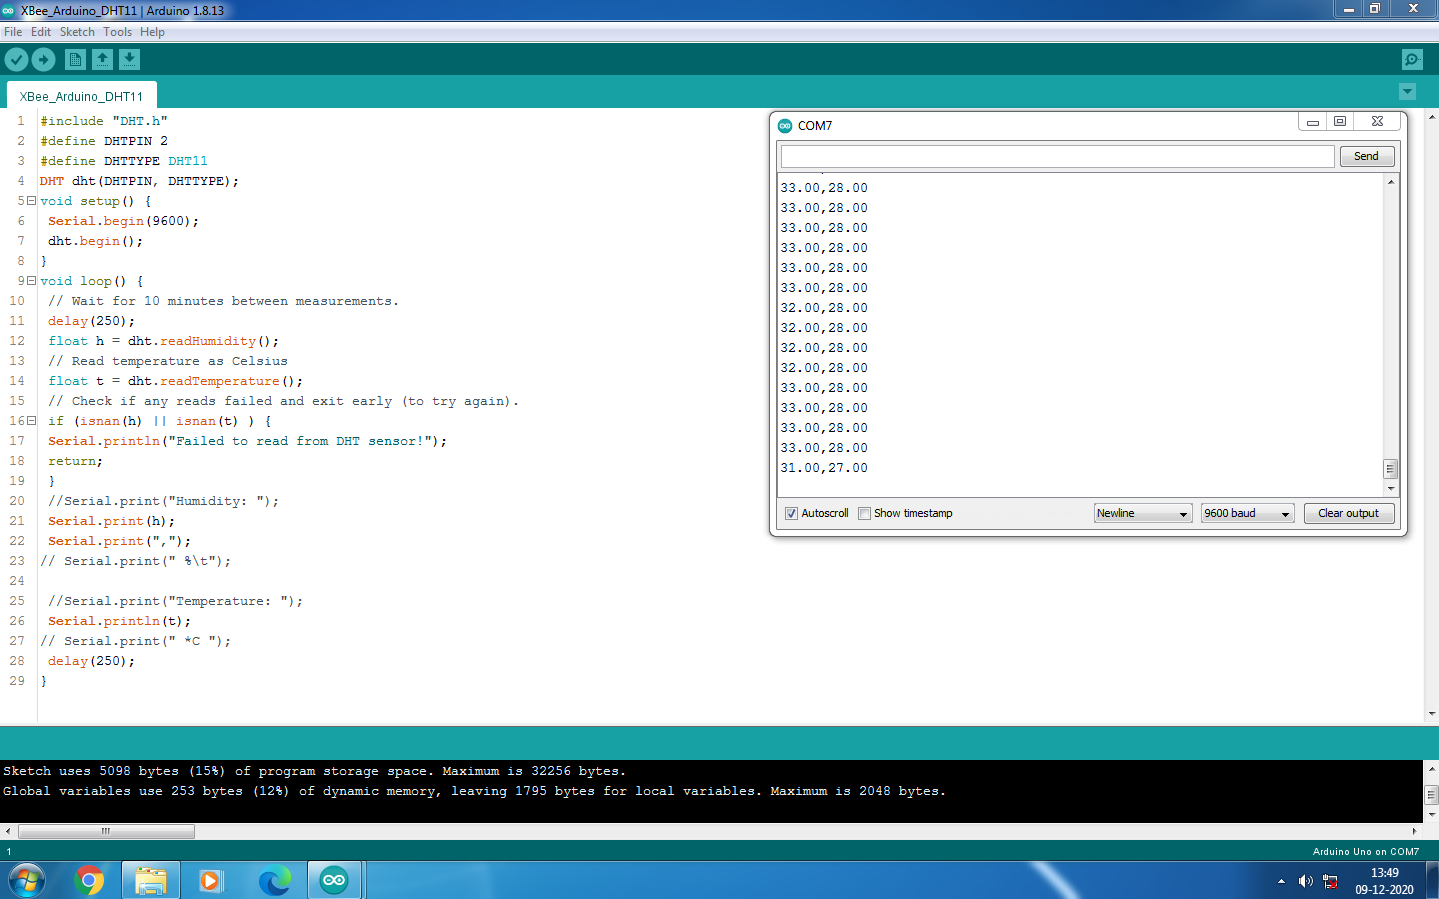 XBee_Arduino_DHT11 | Arduino 1.8.13
File Edit Sketch Tools Help
XBee_Arduino_DHT11
1 #include "DHT.h"
2 #define DHTPIN 2
3 #define DHTTYPE DHT11
4 DHT dht(DHTPIN, DHTTYPE);
5 void setup() {
6 Serial.begin(9600);
7 dht.begin();
8 }
9 void loop() {
10 // Wait for 10 minutes between measurements.
11 delay(250);
12 float h = dht.readHumidity();
13 // Read temperature as Celsius
14 float t = dht.readTemperature();
15 // Check if any reads failed and exit early (to try again).
16 if (isnan(h) || isnan(t) ) {
17 Serial.println("Failed to read from DHT sensor!");
18 return;
19 }
20 //Serial.print("Humidity: ");
21 Serial.print(h);
22 Serial.print(",");
23 // Serial.print(" %\t");
24
25 //Serial.print("Temperature: ");
26 Serial.println(t);
27 // Serial.print(" *C ");
28 delay(250);
29 }
COM7
Send
33.00,28.00
33.00,28.00
33.00,28.00
33.00,28.00
33.00,28.00
33.00,28.00
32.00,28.00
32.00,28.00
32.00,28.00
32.00,28.00
33.00,28.00
33.00,28.00
33.00,28.00
33.00,28.00
31.00,27.00
Autoscroll Show timestamp Newline 9600 baud Clear output
Sketch uses 5098 bytes (15%) of program storage space. Maximum is 32256 bytes.
Global variables use 253 bytes (12%) of dynamic memory, leaving 1795 bytes for local variables. Maximum is 2048 bytes.
1 Arduino Uno on COM7
13:49
09-12-2020